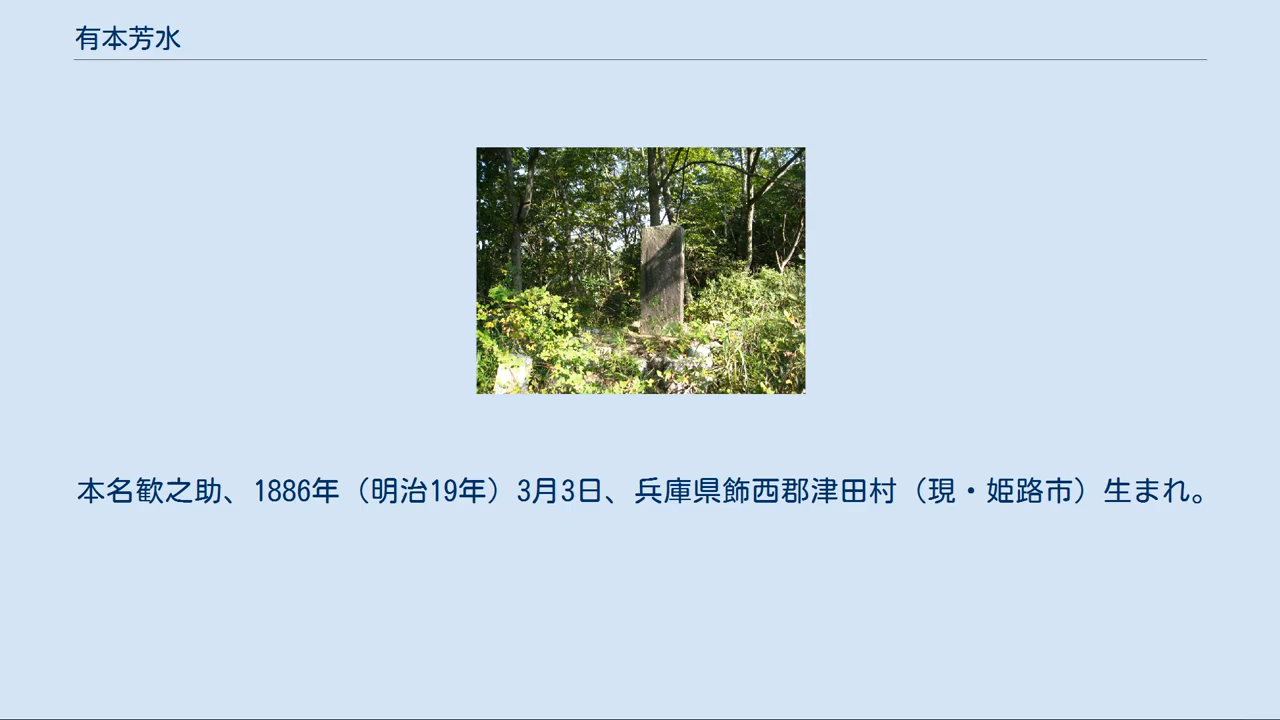 有本芳水
本名歓之助、1886年（明治19年）3月3日、兵庫県飾西郡津田村（現・姫路市）生まれ。